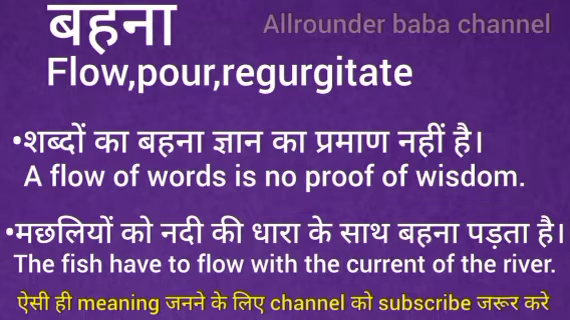 बहना
Allrounder baba channel
Flow,pour,regurgitate
•शब्दों का बहना ज्ञान का प्रमाण नहीं है।
A flow of words is no proof of wisdom.
•मछलियों को नदी की धारा के साथ बहना पड़ता है।
The fish have to flow with the current of the river.
ऐसी ही meaning जनने के लिए channel को subscribe जरूर करे